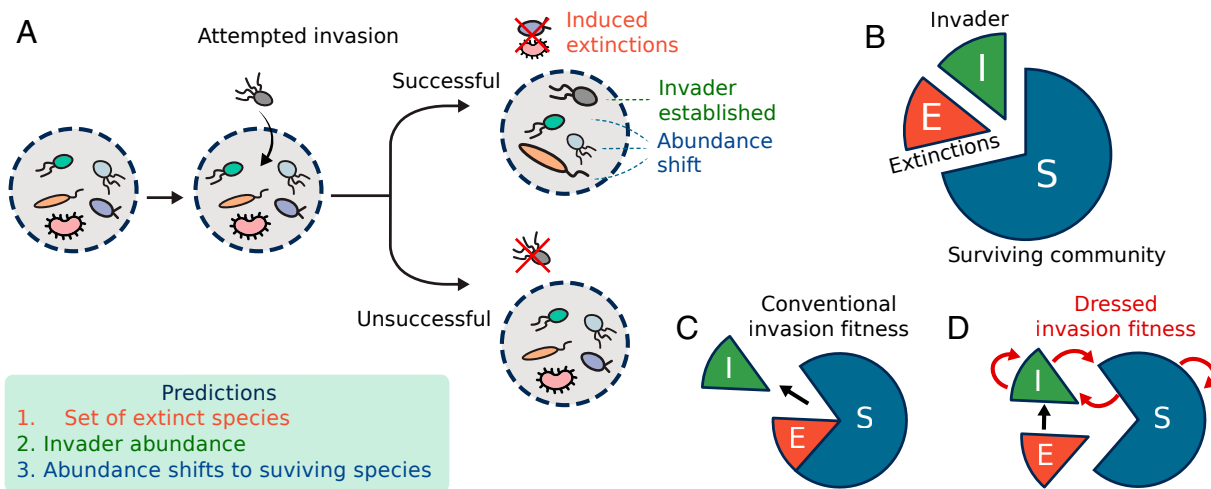 A
Attempted invasion
Successful
Unsuccessful
Induced
extinctions
Invader
established
Abundance
shift
Predictions
1. Set of extinct species
2. Invader abundance
3. Abundance shifts to suviving species
B
Invader
I
E
Extinctions
S
Surviving community
C
Conventional
invasion fitness
I
E
S
D
Dressed
invasion fitness
I
E
S